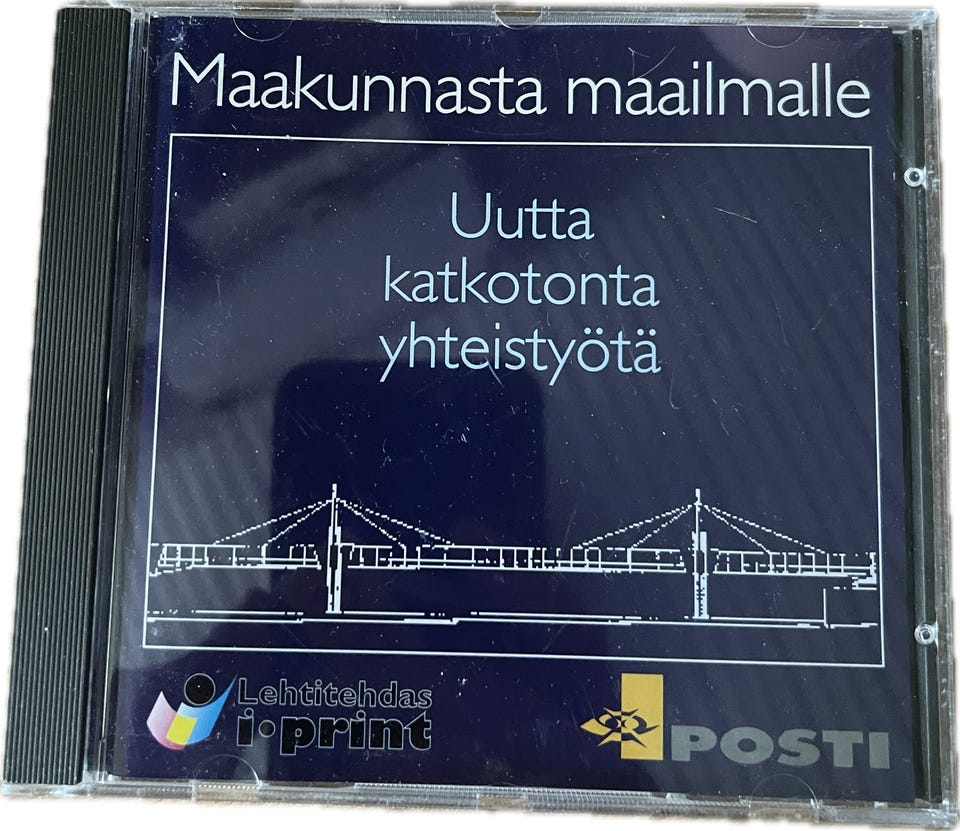 Maakunnasta maailmalle
Uutta
katkotonta
yhteistyötä
Lehtitehdas
i•print
POSTI